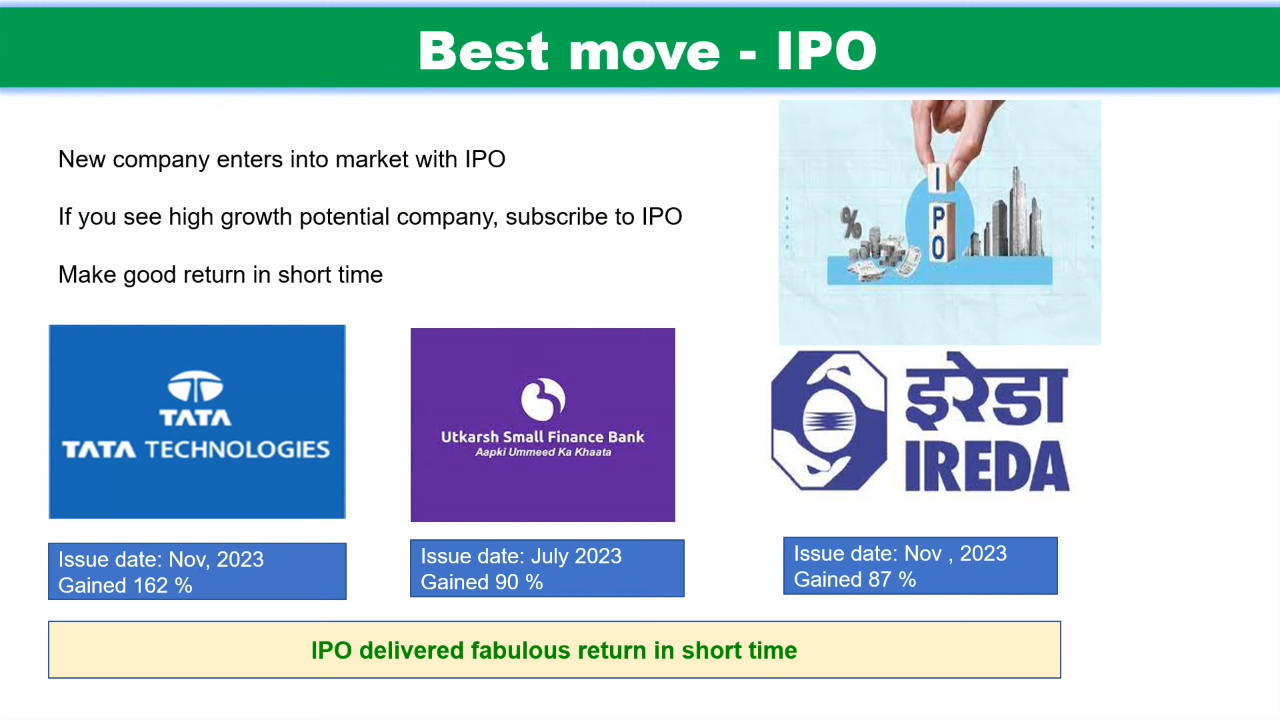 Best move - IPO
New company enters into market with IPO
If you see high growth potential company, subscribe to IPO
Make good return in short time
I
P
O
%
TATA
TATA TECHNOLOGIES
Utkarsh Small Finance Bank
Aapki Ummeed Ka Khaata
इरेडा
IREDA
Issue date: Nov, 2023
Gained 162 %
Issue date: July 2023
Gained 90 %
Issue date: Nov , 2023
Gained 87 %
IPO delivered fabulous return in short time